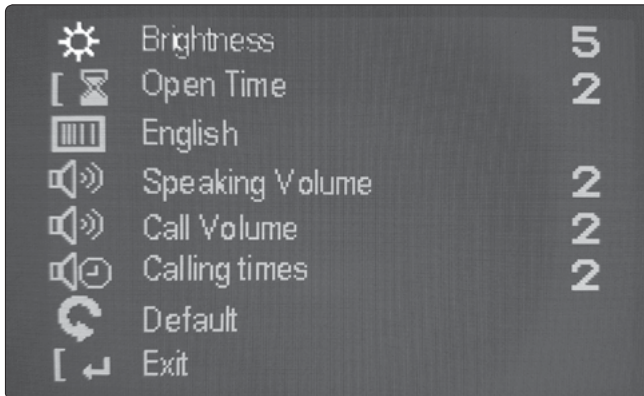 Brightness 5
Open Time 2
English
Speaking Volume 2
Call Volume 2
Calling times 2
Default
Exit